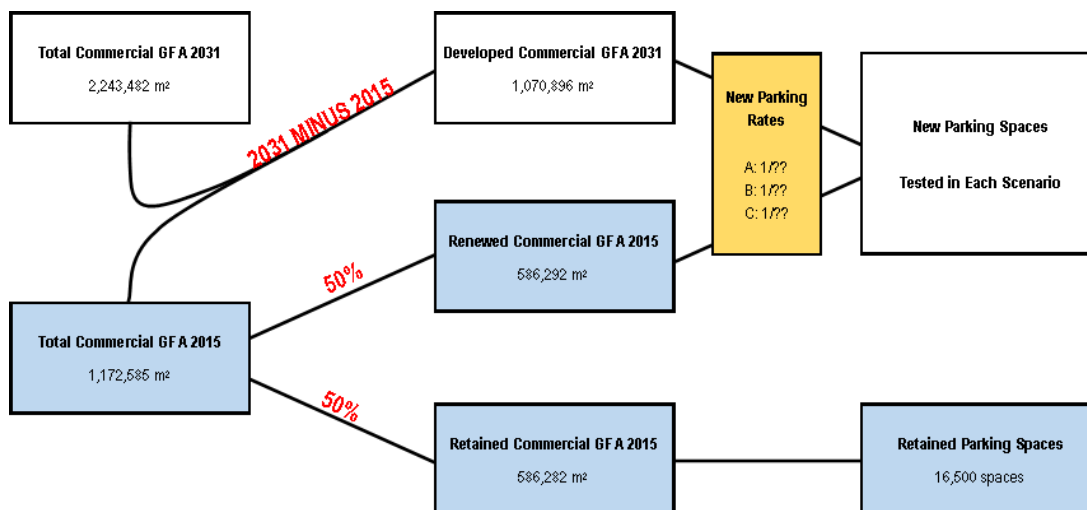 Total Commercial GFA 2031
2,243,482 m²
Developed Commercial GFA 2031
1,070,896 m²
2031 MINUS 2015
New Parking
Rates
A: 1/??
B: 1/??
C: 1/??
New Parking Spaces
Tested in Each Scenario
Renewed Commercial GFA 2015
586,292 m²
50%
Total Commercial GFA 2015
1,172,585 m²
50%
Retained Commercial GFA 2015
586,282 m²
Retained Parking Spaces
16,500 spaces